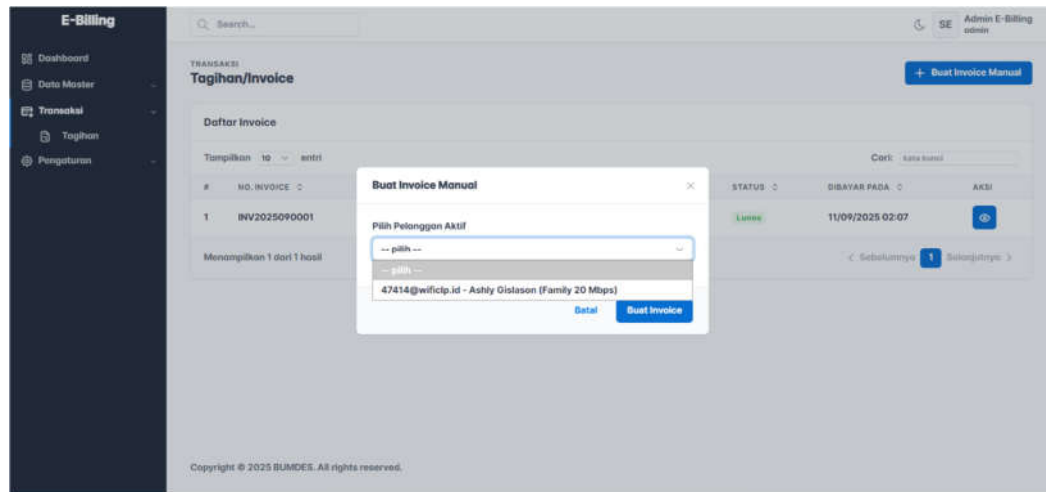 E-Billing
Search...
SE
Admin E-Billing
admin
Dashboard
Data Master
Transaksi
Tagihan
Pengaturan
TRANSAKSI
Tagihan/Invoice
+ Buat Invoice Manual
Daftar Invoice
Tampilkan 10 entri
Cari: kata kunci
# NO. INVOICE STATUS DIBAYAR PADA AKSI
1 INV2025090001 Lunas 11/09/2025 02:07
Menampilkan 1 dari 1 hasil
< Sebelumnya 1 Selanjutnya >
Buat Invoice Manual
Pilih Pelanggan Aktif
-- pilih --
-- pilih --
47414@wificlp.id - Ashly Gislason (Family 20 Mbps)
Batal
Buat Invoice
Copyright © 2025 BUMDES. All rights reserved.